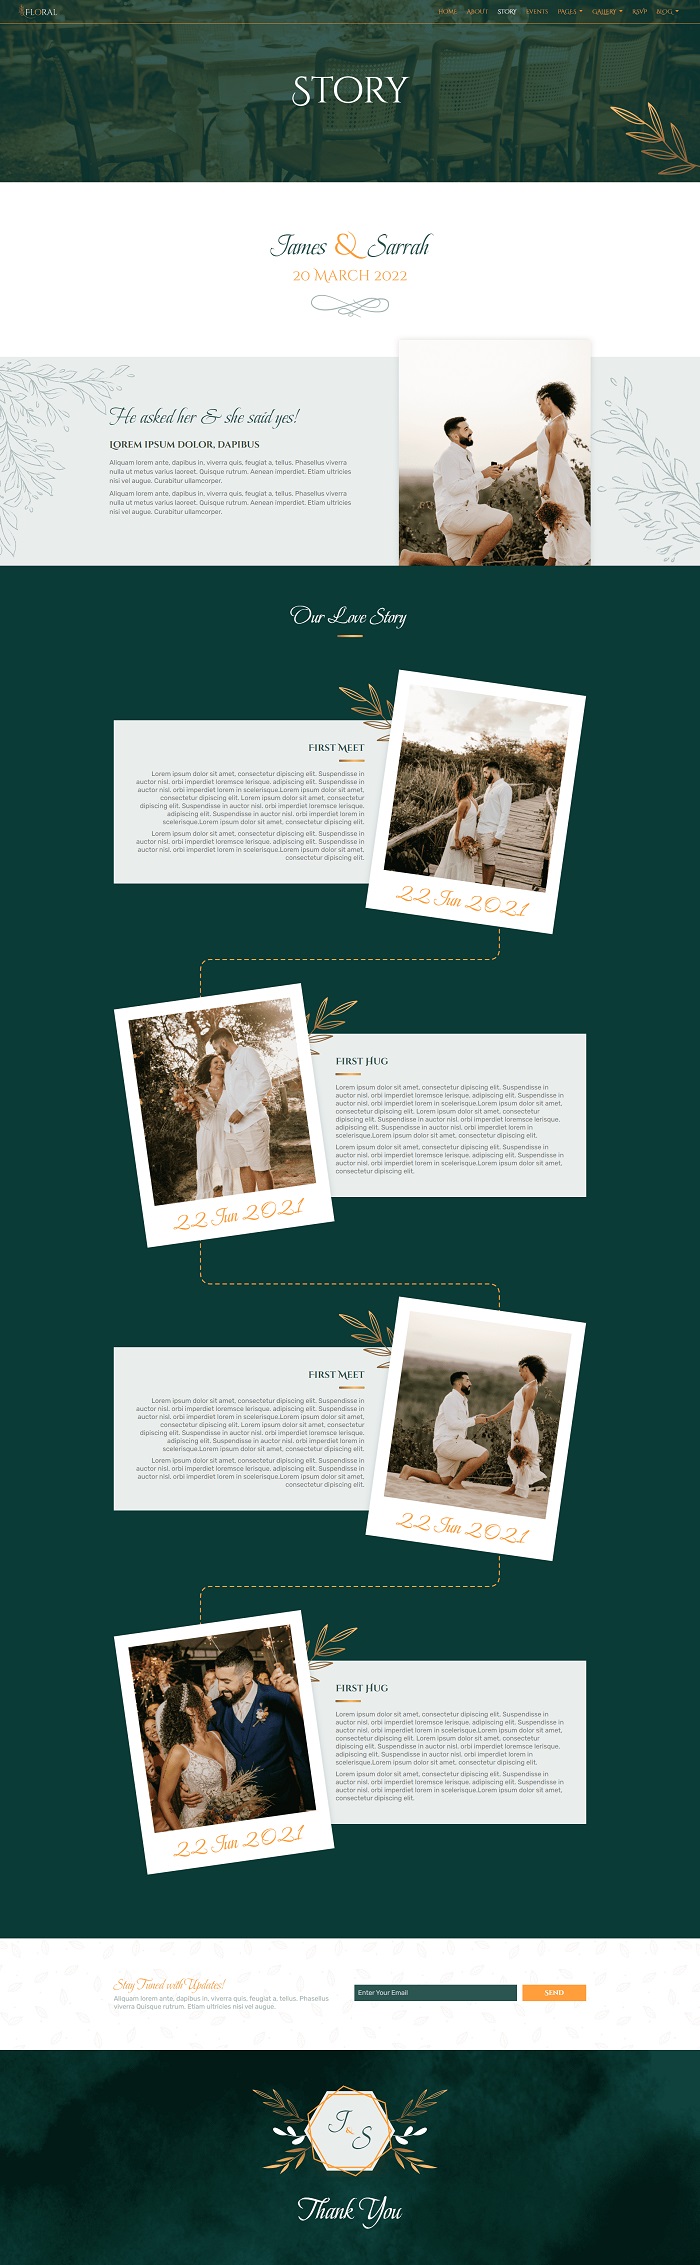 FLORAL
HOME ABOUT STORY EVENTS PAGES GALLERY RSVP BLOG
STORY
James & Sarrah
20 MARCH 2022
He asked her & she said yes!
LOREM IPSUM DOLOR, DAPIBUS
Aliquam lorem ante, dapibus in, viverra quis, feugiat a, tellus. Phasellus viverra
nulla ut metus varius laoreet. Quisque rutrum. Aenean imperdiet. Etiam ultricies
nisi vel augue. Curabitur ullamcorper.
Aliquam lorem ante, dapibus in, viverra quis, feugiat a, tellus. Phasellus viverra
nulla ut metus varius laoreet. Quisque rutrum. Aenean imperdiet. Etiam ultricies
nisi vel augue. Curabitur ullamcorper.
Our Love Story
FIRST MEET
Lorem ipsum dolor sit amet, consectetur dipiscing elit. Suspendisse in
auctor nisl. orbi imperdiet loremsce lerisque. adipiscing elit. Suspendisse in
auctor nisl. orbi imperdiet lorem in scelerisque.Lorem ipsum dolor sit amet,
consectetur dipiscing elit. Lorem ipsum dolor sit amet, consectetur
dipiscing elit. Suspendisse in auctor nisl. orbi imperdiet loremsce lerisque.
adipiscing elit. Suspendisse in auctor nisl. orbi imperdiet lorem in
scelerisque.Lorem ipsum dolor sit amet, consectetur dipiscing elit.
Lorem ipsum dolor sit amet, consectetur dipiscing elit. Suspendisse in
auctor nisl. orbi imperdiet loremsce lerisque. adipiscing elit. Suspendisse in
auctor nisl. orbi imperdiet lorem in scelerisque.Lorem ipsum dolor sit amet,
consectetur dipiscing elit.
22 Jun 2021
22 Jun 2021
FIRST HUG
Lorem ipsum dolor sit amet, consectetur dipiscing elit. Suspendisse in
auctor nisl. orbi imperdiet loremsce lerisque. adipiscing elit. Suspendisse in
auctor nisl. orbi imperdiet lorem in scelerisque.Lorem ipsum dolor sit amet,
consectetur dipiscing elit. Lorem ipsum dolor sit amet, consectetur
dipiscing elit. Suspendisse in auctor nisl. orbi imperdiet loremsce lerisque.
adipiscing elit. Suspendisse in auctor nisl. orbi imperdiet lorem in
scelerisque.Lorem ipsum dolor sit amet, consectetur dipiscing elit.
Lorem ipsum dolor sit amet, consectetur dipiscing elit. Suspendisse in
auctor nisl. orbi imperdiet loremsce lerisque. adipiscing elit. Suspendisse in
auctor nisl. orbi imperdiet lorem in scelerisque.Lorem ipsum dolor sit amet,
consectetur dipiscing elit.
FIRST MEET
Lorem ipsum dolor sit amet, consectetur dipiscing elit. Suspendisse in
auctor nisl. orbi imperdiet loremsce lerisque. adipiscing elit. Suspendisse in
auctor nisl. orbi imperdiet lorem in scelerisque.Lorem ipsum dolor sit amet,
consectetur dipiscing elit. Lorem ipsum dolor sit amet, consectetur
dipiscing elit. Suspendisse in auctor nisl. orbi imperdiet loremsce lerisque.
adipiscing elit. Suspendisse in auctor nisl. orbi imperdiet lorem in
scelerisque.Lorem ipsum dolor sit amet, consectetur dipiscing elit.
Lorem ipsum dolor sit amet, consectetur dipiscing elit. Suspendisse in
auctor nisl. orbi imperdiet loremsce lerisque. adipiscing elit. Suspendisse in
auctor nisl. orbi imperdiet lorem in scelerisque.Lorem ipsum dolor sit amet,
consectetur dipiscing elit.
22 Jun 2021
22 Jun 2021
FIRST HUG
Lorem ipsum dolor sit amet, consectetur dipiscing elit. Suspendisse in
auctor nisl. orbi imperdiet loremsce lerisque. adipiscing elit. Suspendisse in
auctor nisl. orbi imperdiet lorem in scelerisque.Lorem ipsum dolor sit amet,
consectetur dipiscing elit. Lorem ipsum dolor sit amet, consectetur
dipiscing elit. Suspendisse in auctor nisl. orbi imperdiet loremsce lerisque.
adipiscing elit. Suspendisse in auctor nisl. orbi imperdiet lorem in
scelerisque.Lorem ipsum dolor sit amet, consectetur dipiscing elit.
Lorem ipsum dolor sit amet, consectetur dipiscing elit. Suspendisse in
auctor nisl. orbi imperdiet loremsce lerisque. adipiscing elit. Suspendisse in
auctor nisl. orbi imperdiet lorem in scelerisque.Lorem ipsum dolor sit amet,
consectetur dipiscing elit.
Stay Tuned with Updates!
Aliquam lorem ante, dapibus in, viverra quis, feugiat a, tellus. Phasellus
viverra Quisque rutrum. Etiam ultricies nisi vel augue.
Enter Your Email
SEND
J & S
Thank You